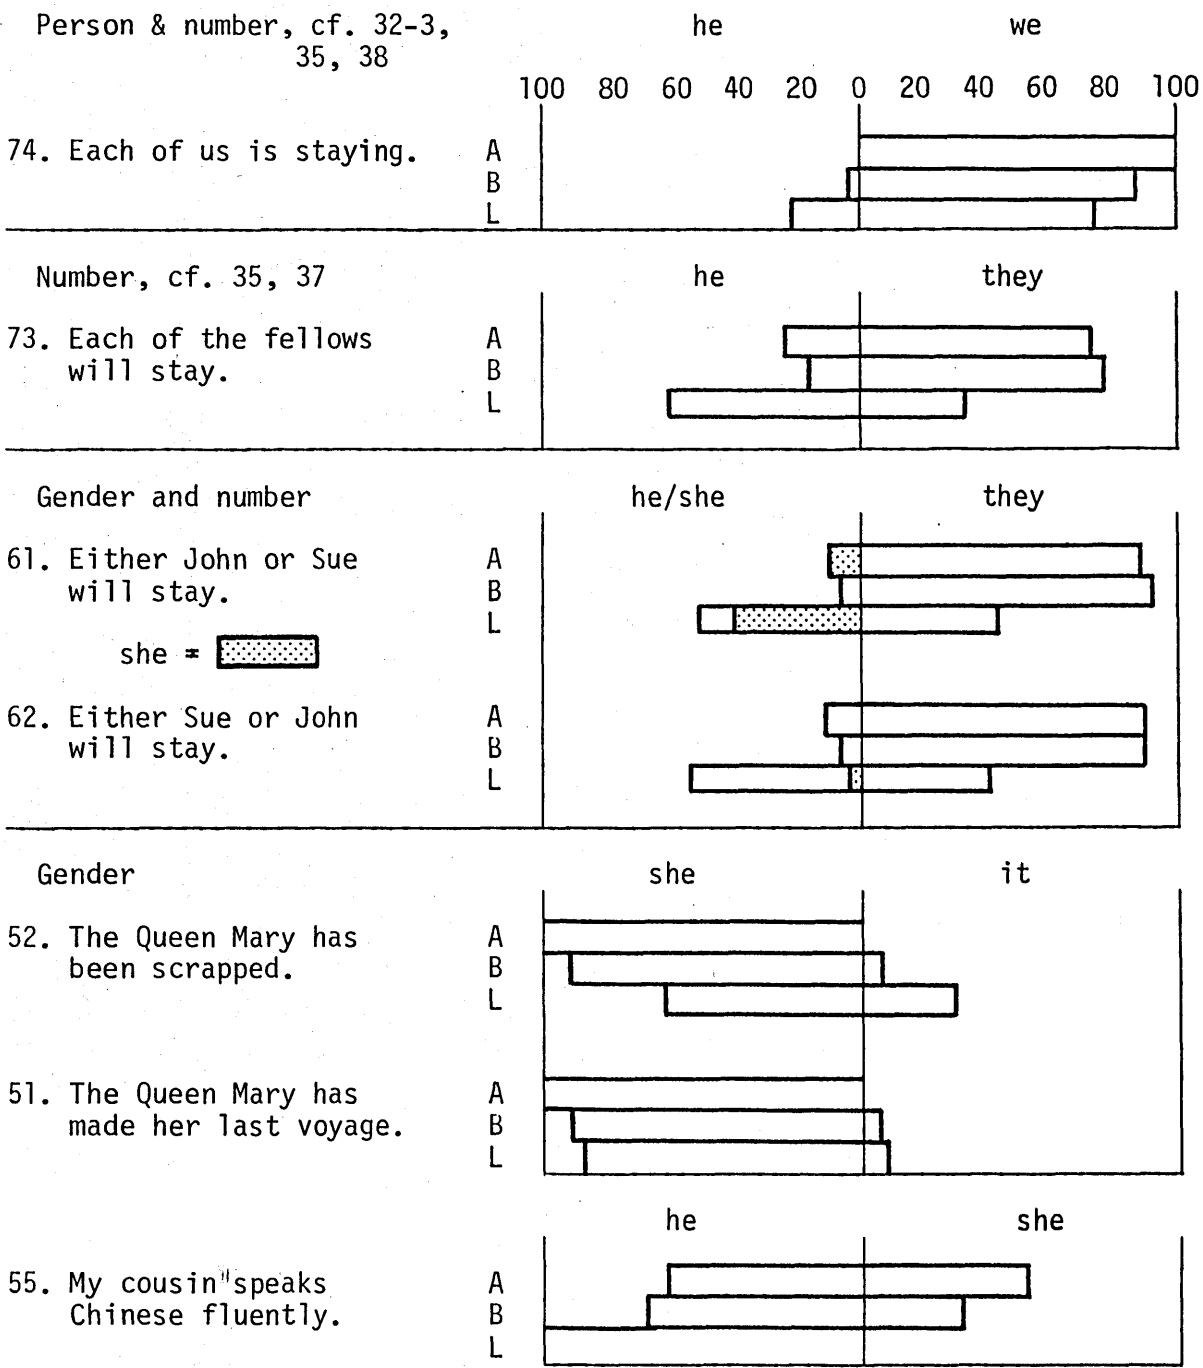 Person & number, cf. 32-3, he we
35, 38
100 80 60 40 20 0 20 40 60 80 100
74. Each of us is staying. A
B
L
Number, cf. 35, 37 he they
73. Each of the fellows A
will stay. B
L
Gender and number he/she they
61. Either John or Sue A
will stay. B
L
she =
62. Either Sue or John A
will stay. B
L
Gender she it
52. The Queen Mary has A
been scrapped. B
L
51. The Queen Mary has A
made her last voyage. B
L
he she
55. My cousin speaks A
Chinese fluently. B
L